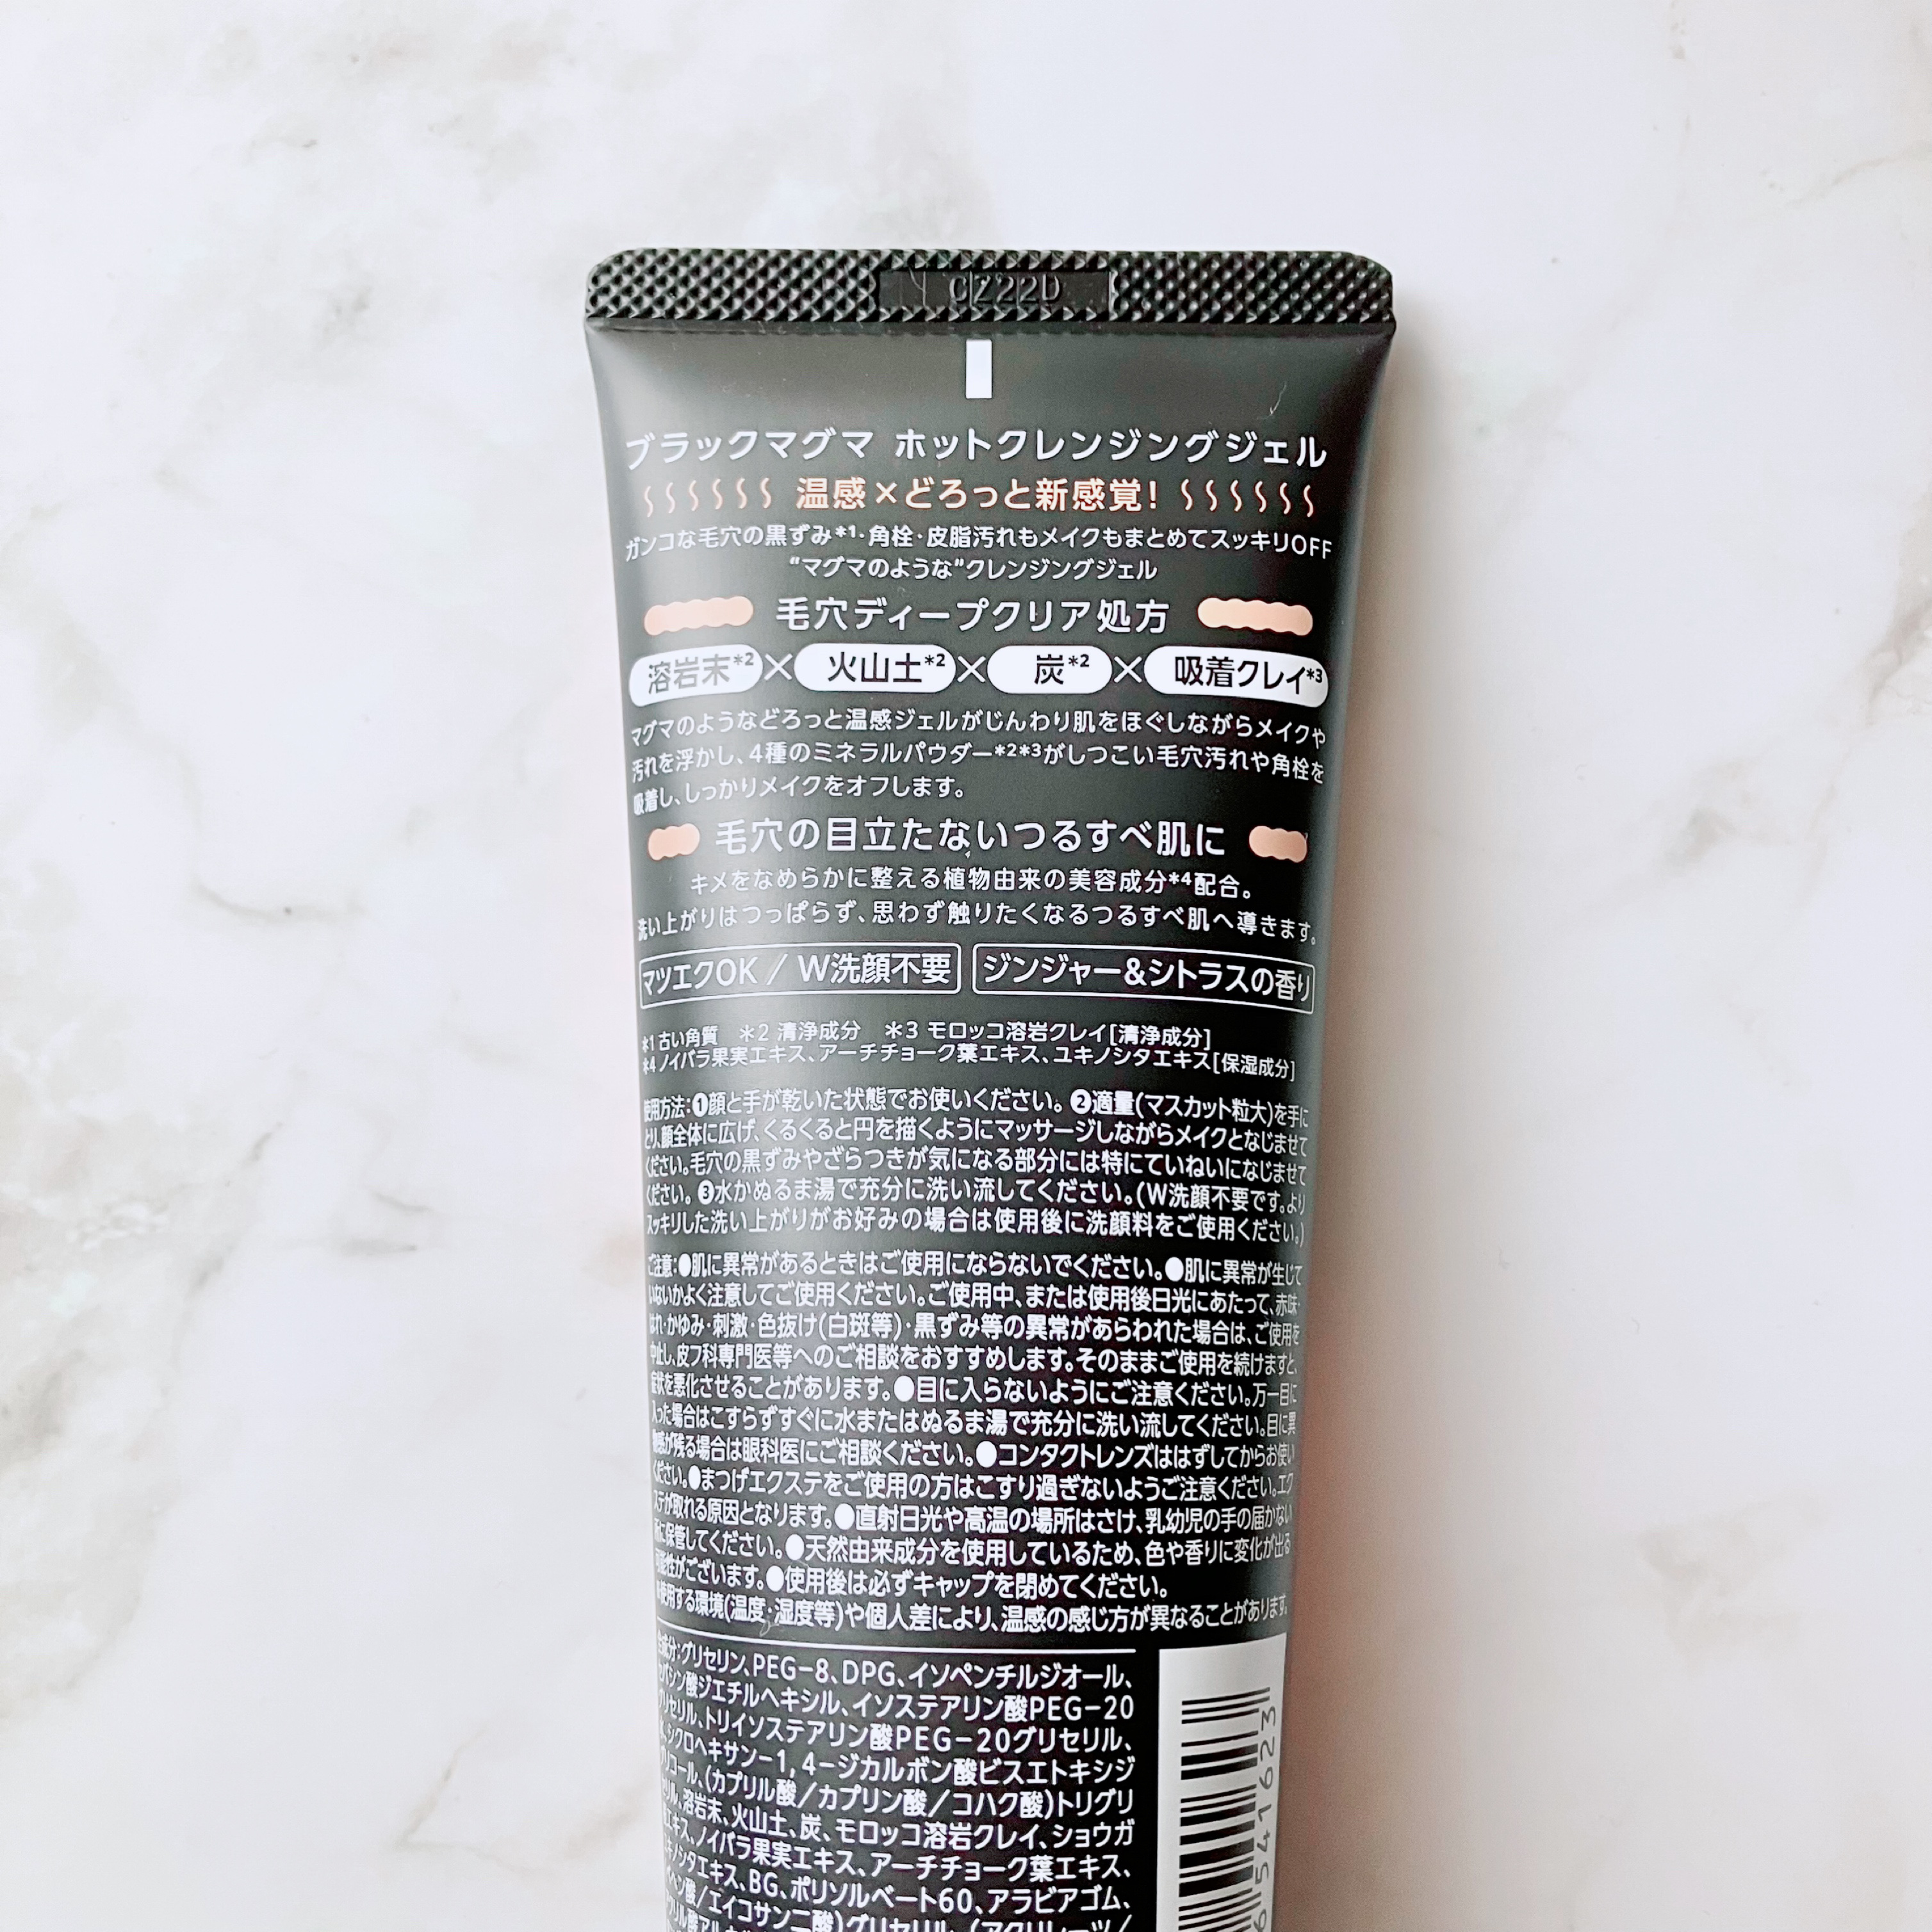 CZ22D
ブラックマグマ ホットクレンジングジェル
温感×どろっと新感覚!
ガンコな毛穴の黒ずみ*1・角栓・皮脂汚れもメイクもまとめてスッキリOFF
"マグマのような"クレンジングジェル
毛穴ディープクリア処方
溶岩末*2×火山土*2×炭*2×吸着クレイ*3
マグマのようなどろっと温感ジェルがじんわり肌をほぐしながらメイクや
汚れを浮かし、4種のミネラルパウダー*2*3がしつこい毛穴汚れや角栓を
吸着し、しっかりメイクをオフします。
毛穴の目立たないつるすべ肌に
キメをなめらかに整える植物由来の美容成分*4配合。
洗い上がりはつっぱらず、思わず触りたくなるつるすべ肌へ導きます。
マツエクOK / W洗顔不要 ジンジャー&シトラスの香り
*1 古い角質 *2 清浄成分 *3 モロッコ溶岩クレイ[清浄成分]
*4 ノイバラ果実エキス、アーチチョーク葉エキス、ユキノシタエキス[保湿成分]
使用方法:❶顔と手が乾いた状態でお使いください。❷適量(マスカット粒大)を手に
とり、顔全体に広げ、くるくると円を描くようにマッサージしながらメイクとなじませて
ください。毛穴の黒ずみやざらつきが気になる部分には特にていねいになじませて
ください。❸水かぬるま湯で充分に洗い流してください。(W洗顔不要です。より
スッキリした洗い上がりがお好みの場合は使用後に洗顔料をご使用ください。)
ご注意:●肌に異常があるときはご使用にならないでください。●肌に異常が生じて
いないかよく注意してご使用ください。ご使用中、または使用後日光にあたって、赤味・
はれ・かゆみ・刺激・色抜け(白斑等)・黒ずみ等の異常があらわれた場合は、ご使用を
中止し、皮フ科専門医等へのご相談をおすすめします。そのままご使用を続けますと、
症状を悪化させることがあります。●目に入らないようにご注意ください。万一目に
入った場合はこすらずすぐに水またはぬるま湯で充分に洗い流してください。目に異
物感が残る場合は眼科医にご相談ください。●コンタクトレンズははずしてからお使い
ください。●まつげエクステをご使用の方はこすり過ぎないようご注意ください。エク
ステが取れる原因となります。●直射日光や高温の場所はさけ、乳幼児の手の届かない
所に保管してください。●天然由来成分を使用しているため、色や香りに変化が出る
可能性がございます。●使用後は必ずキャップを閉めてください。
使用する環境(温度・湿度等)や個人差により、温感の感じ方が異なることがあります。
成分:グリセリン、PEG-8、DPG、イソペンチルジオール、
セバシン酸ジエチルヘキシル、イソステアリン酸PEG-20
グリセリル、トリイソステアリン酸PEG-20グリセリル、
シクロヘキサン-1,4-ジカルボン酸ビスエトキシジ
グリコール、(カプリル酸/カプリン酸/コハク酸)トリグリ
セリル、溶岩末、火山土、炭、モロッコ溶岩クレイ、ショウガ
エキス、ノイバラ果実エキス、アーチチョーク葉エキス、
ユキノシタエキス、BG、ポリソルベート60、アラビアゴム、
(ベヘン酸/エイコサン二酸)グリセリル、(アクリレーツ/
6541623